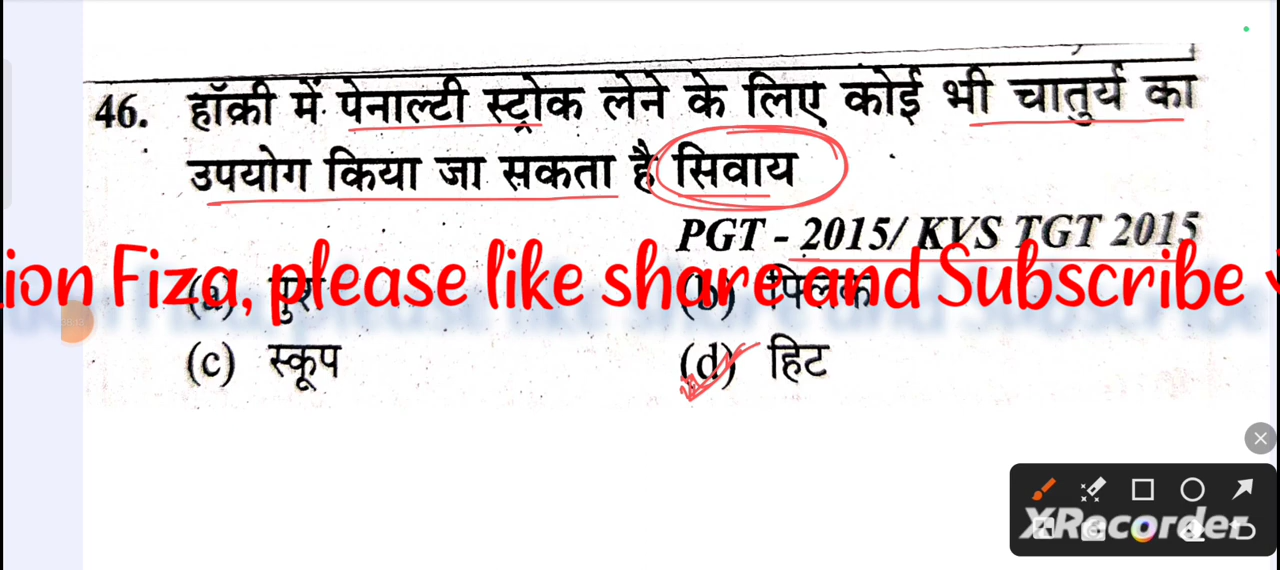 46. हॉकी में पेनाल्टी स्ट्रोक लेने के लिए कोई भी चातुर्य का
उपयोग किया जा सकता है सिवाय
PGT - 2015/ KVS TGT 2015
ion Fiza, please like share and Subscribe
(a) पुश (b) फ्लिक
(c) स्कूप (d) हिट
XRecorder